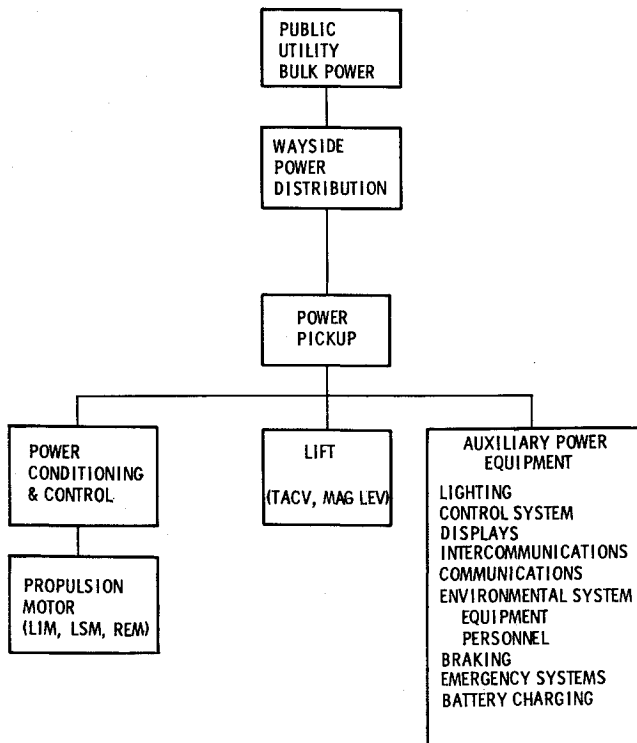 PUBLIC
UTILITY
BULK POWER
WAYSIDE
POWER
DISTRIBUTION
POWER
PICKUP
POWER
CONDITIONING
& CONTROL
PROPULSION
MOTOR
(LIM, LSM, REM)
LIFT
(TACV, MAG LEV)
AUXILIARY POWER
EQUIPMENT
LIGHTING
CONTROL SYSTEM
DISPLAYS
INTERCOMMUNICATIONS
COMMUNICATIONS
ENVIRONMENTAL SYSTEM
EQUIPMENT
PERSONNEL
BRAKING
EMERGENCY SYSTEMS
BATTERY CHARGING